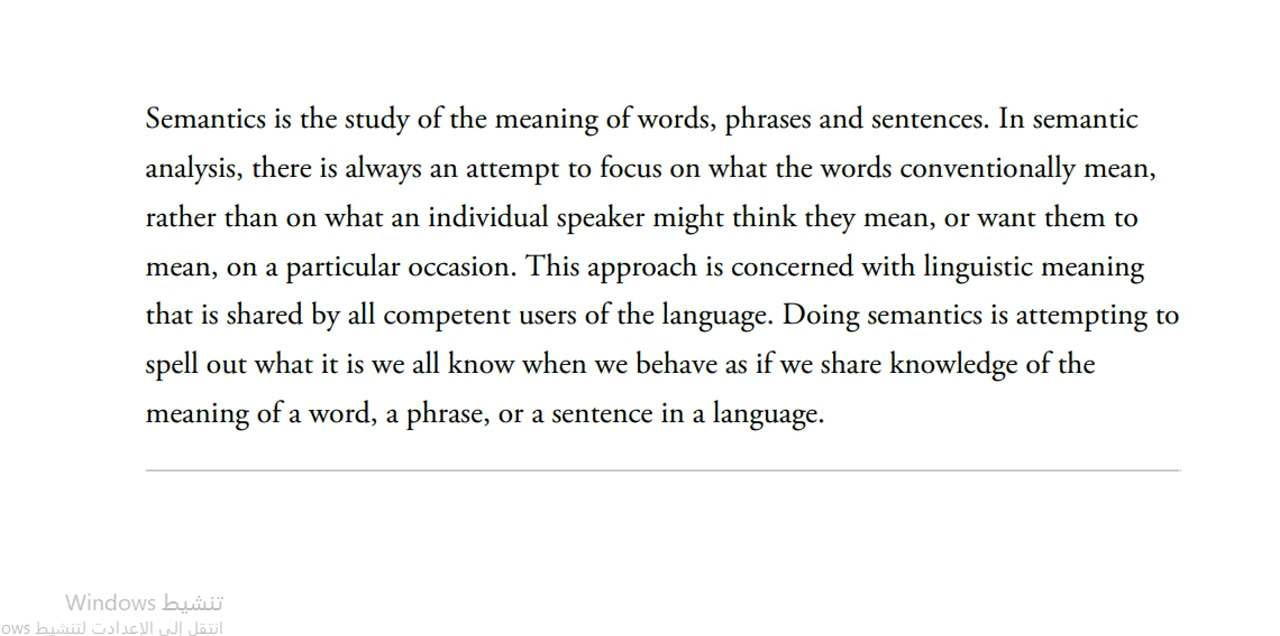 Semantics is the study of the meaning of words, phrases and sentences. In semantic
analysis, there is always an attempt to focus on what the words conventionally mean,
rather than on what an individual speaker might think they mean, or want them to
mean, on a particular occasion. This approach is concerned with linguistic meaning
that is shared by all competent users of the language. Doing semantics is attempting to
spell out what it is we all know when we behave as if we share knowledge of the
meaning of a word, a phrase, or a sentence in a language.
تنشيط Windows
انتقل إلى الإعدادت لتنشيط ows